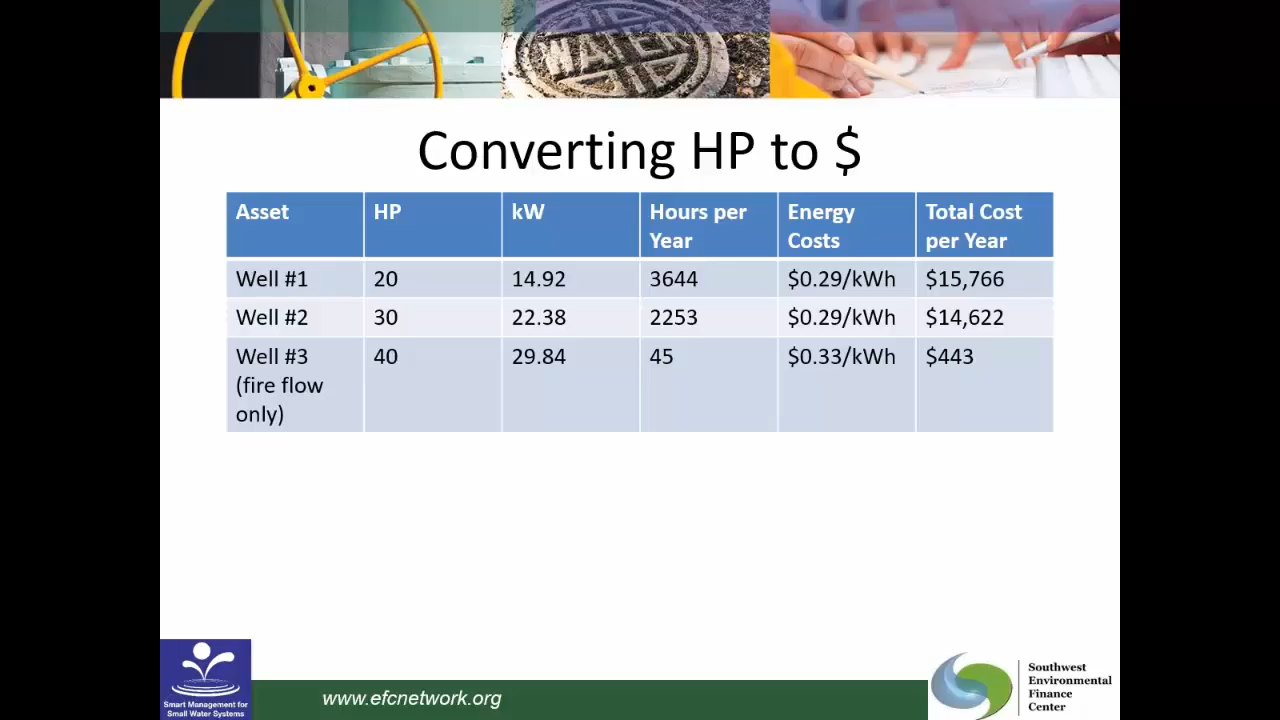 WATER
Converting HP to $
Asset HP kW Hours per Year Energy Costs Total Cost per Year
Well #1 20 14.92 3644 $0.29/kWh $15,766
Well #2 30 22.38 2253 $0.29/kWh $14,622
Well #3 (fire flow only) 40 29.84 45 $0.33/kWh $443
Smart Management for
Small Water Systems
www.efcnetwork.org
Southwest
Environmental
Finance
Center